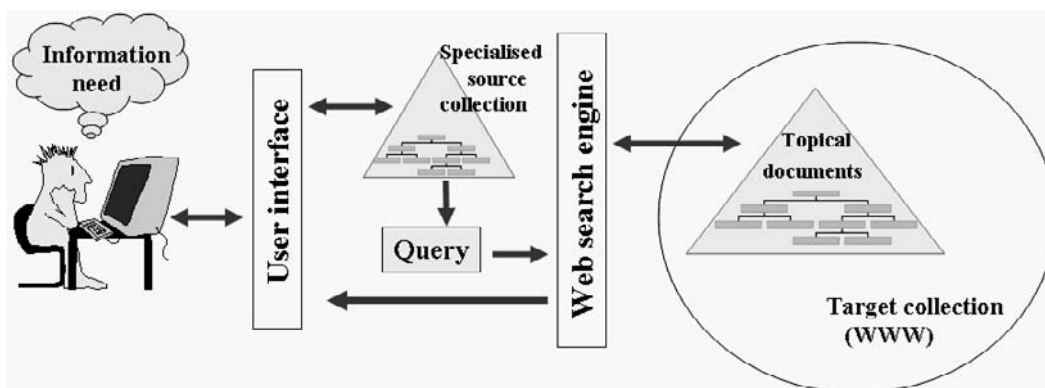 Information
need
User interface
Specialised
source
collection
Query
Web search engine
Topical
documents
Target collection
(WWW)